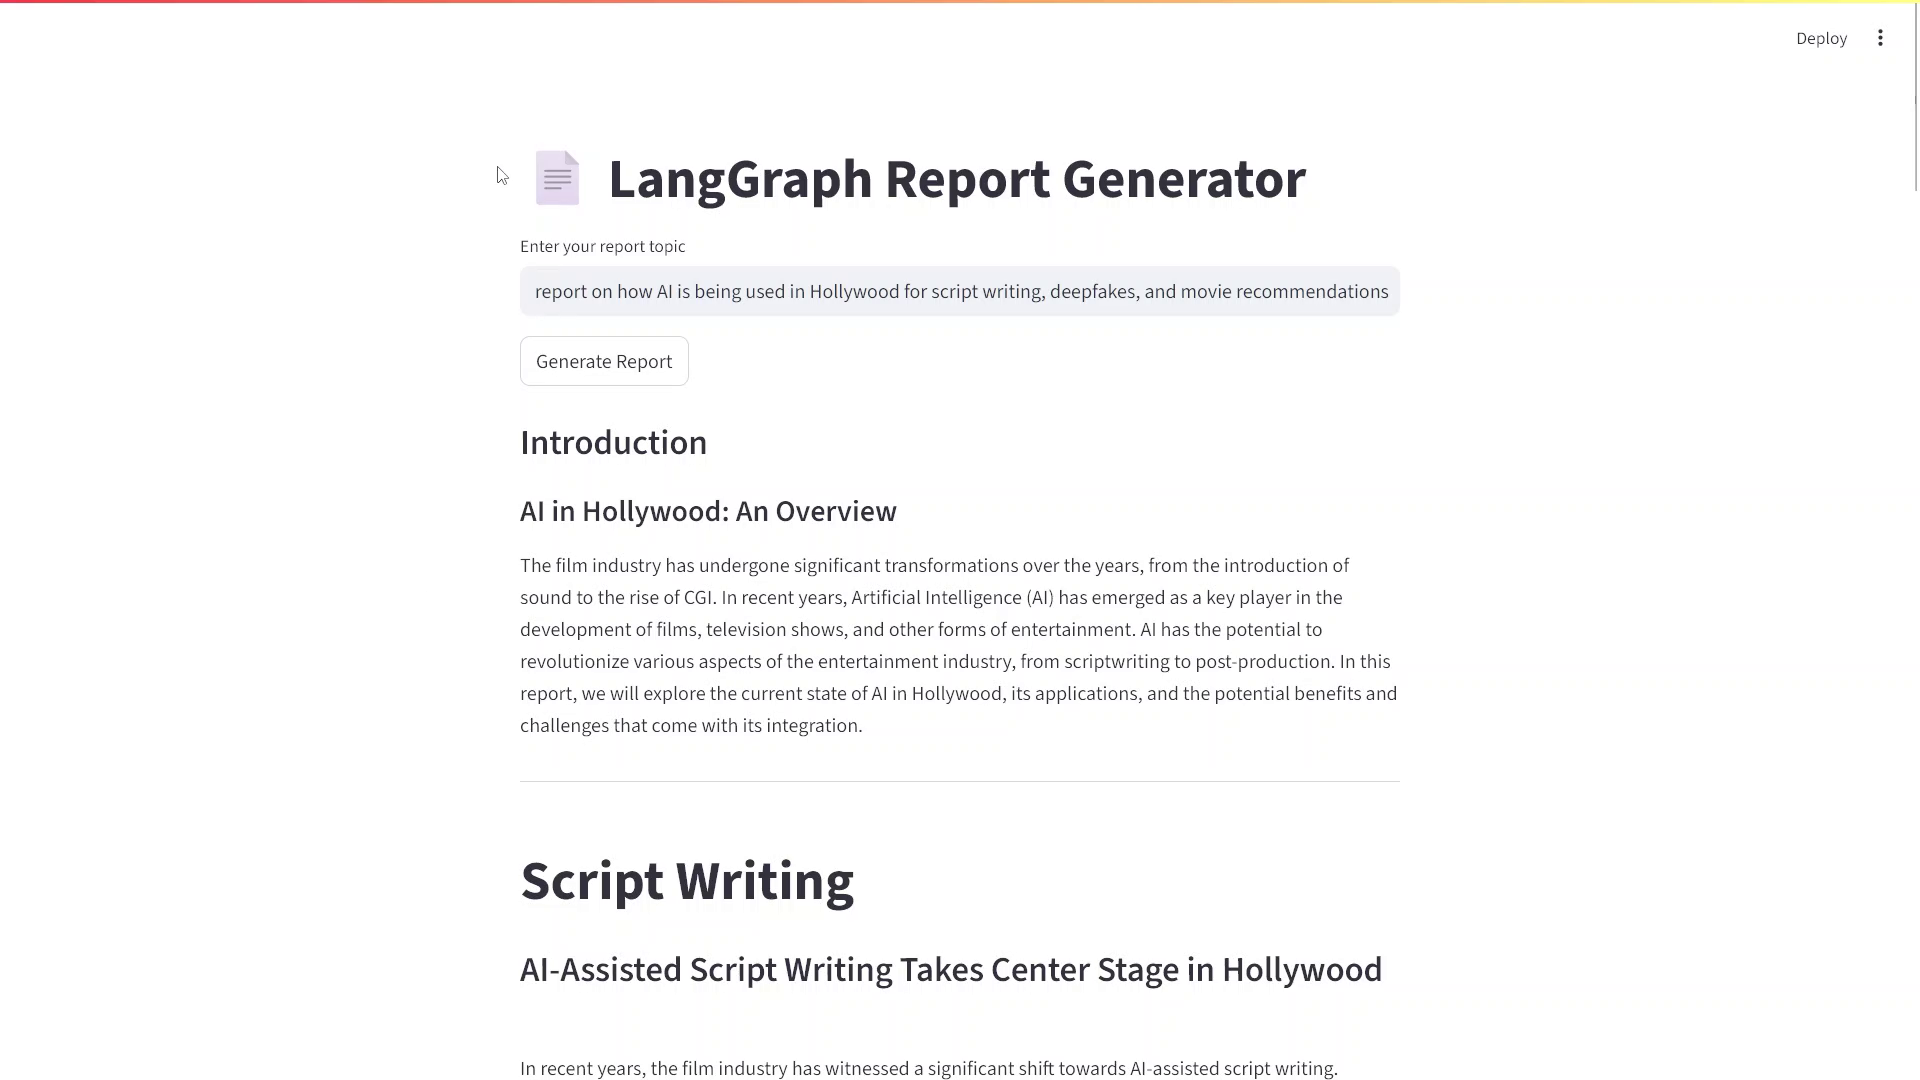 Deploy
LangGraph Report Generator
Enter your report topic
report on how AI is being used in Hollywood for script writing, deepfakes, and movie recommendations
Generate Report
Introduction
AI in Hollywood: An Overview
The film industry has undergone significant transformations over the years, from the introduction of
sound to the rise of CGI. In recent years, Artificial Intelligence (AI) has emerged as a key player in the
development of films, television shows, and other forms of entertainment. AI has the potential to
revolutionize various aspects of the entertainment industry, from scriptwriting to post-production. In this
report, we will explore the current state of AI in Hollywood, its applications, and the potential benefits and
challenges that come with its integration.
Script Writing
AI-Assisted Script Writing Takes Center Stage in Hollywood
In recent years, the film industry has witnessed a significant shift towards AI-assisted script writing.